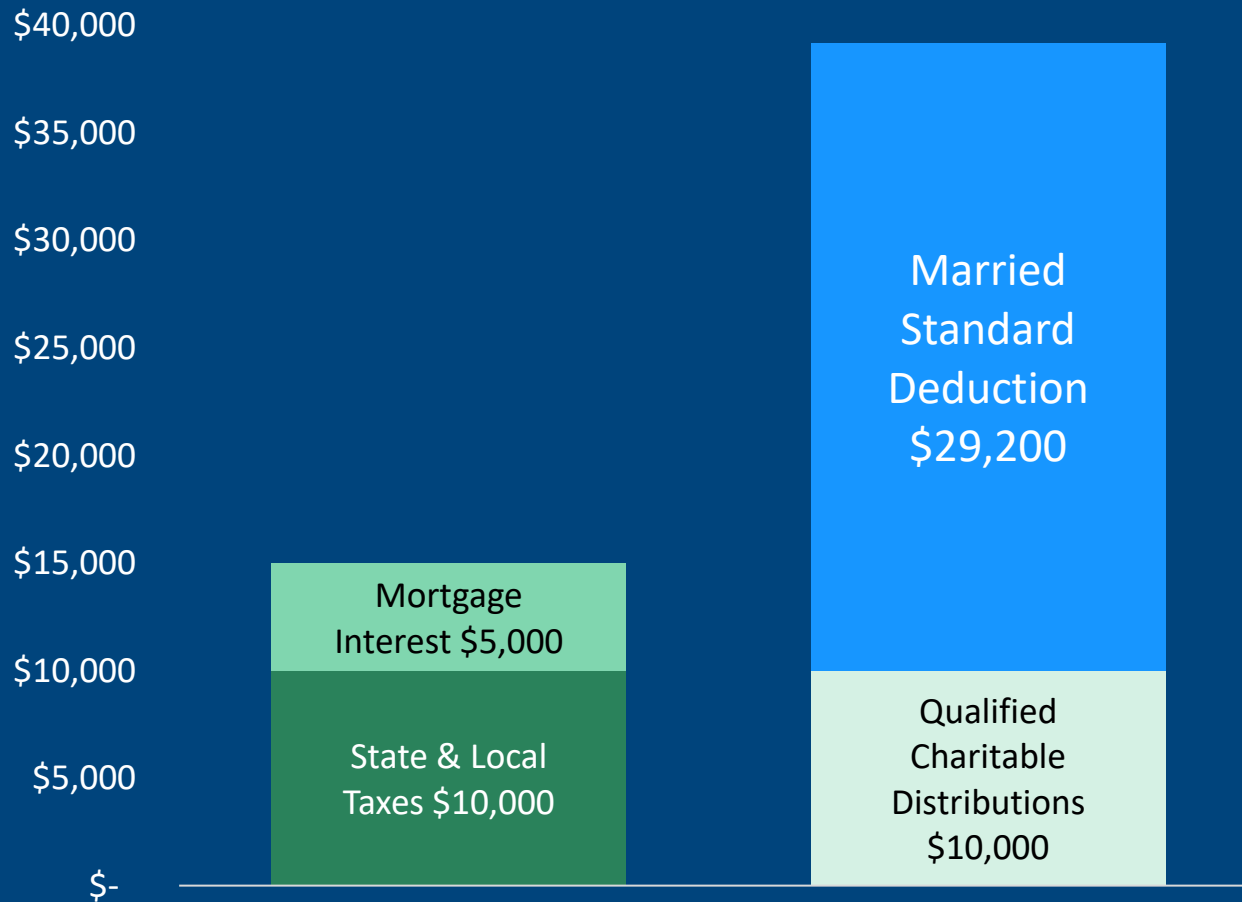 $40,000
$35,000
$30,000
$25,000
$20,000
$15,000
$10,000
$5,000
$-
Mortgage
Interest $5,000
State & Local
Taxes $10,000
Married
Standard
Deduction
$29,200
Qualified
Charitable
Distributions
$10,000